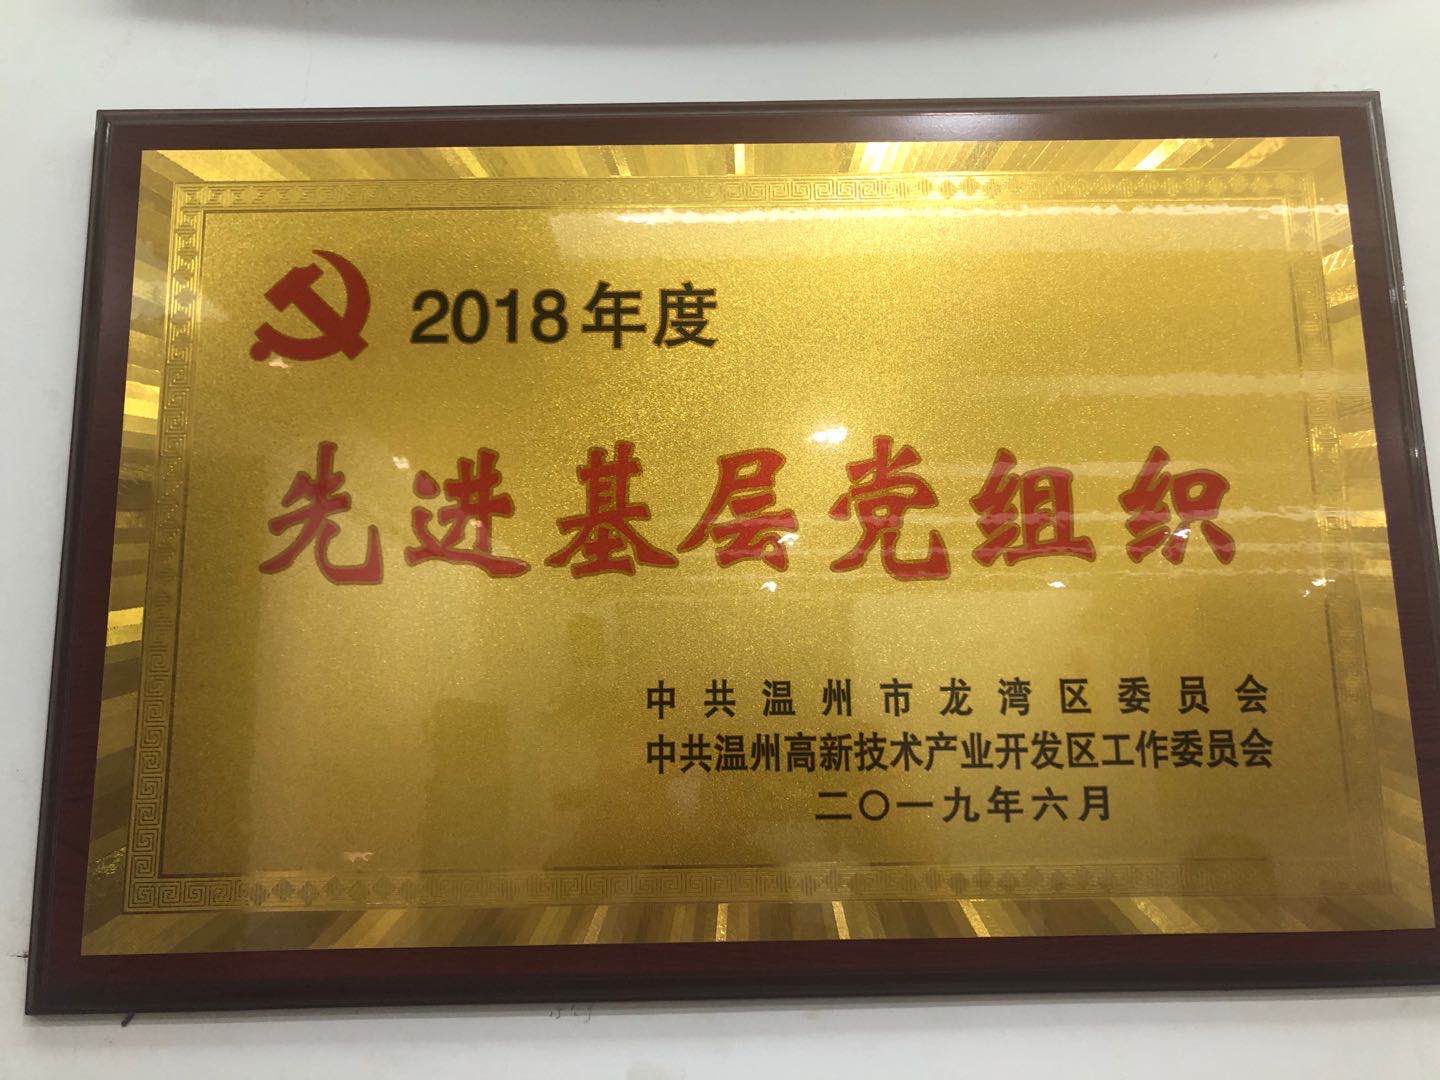 2018年度
先进基层党组织
中共温州市龙湾区委员会
中共温州高新技术产业开发区工作委员会
二〇一九年六月